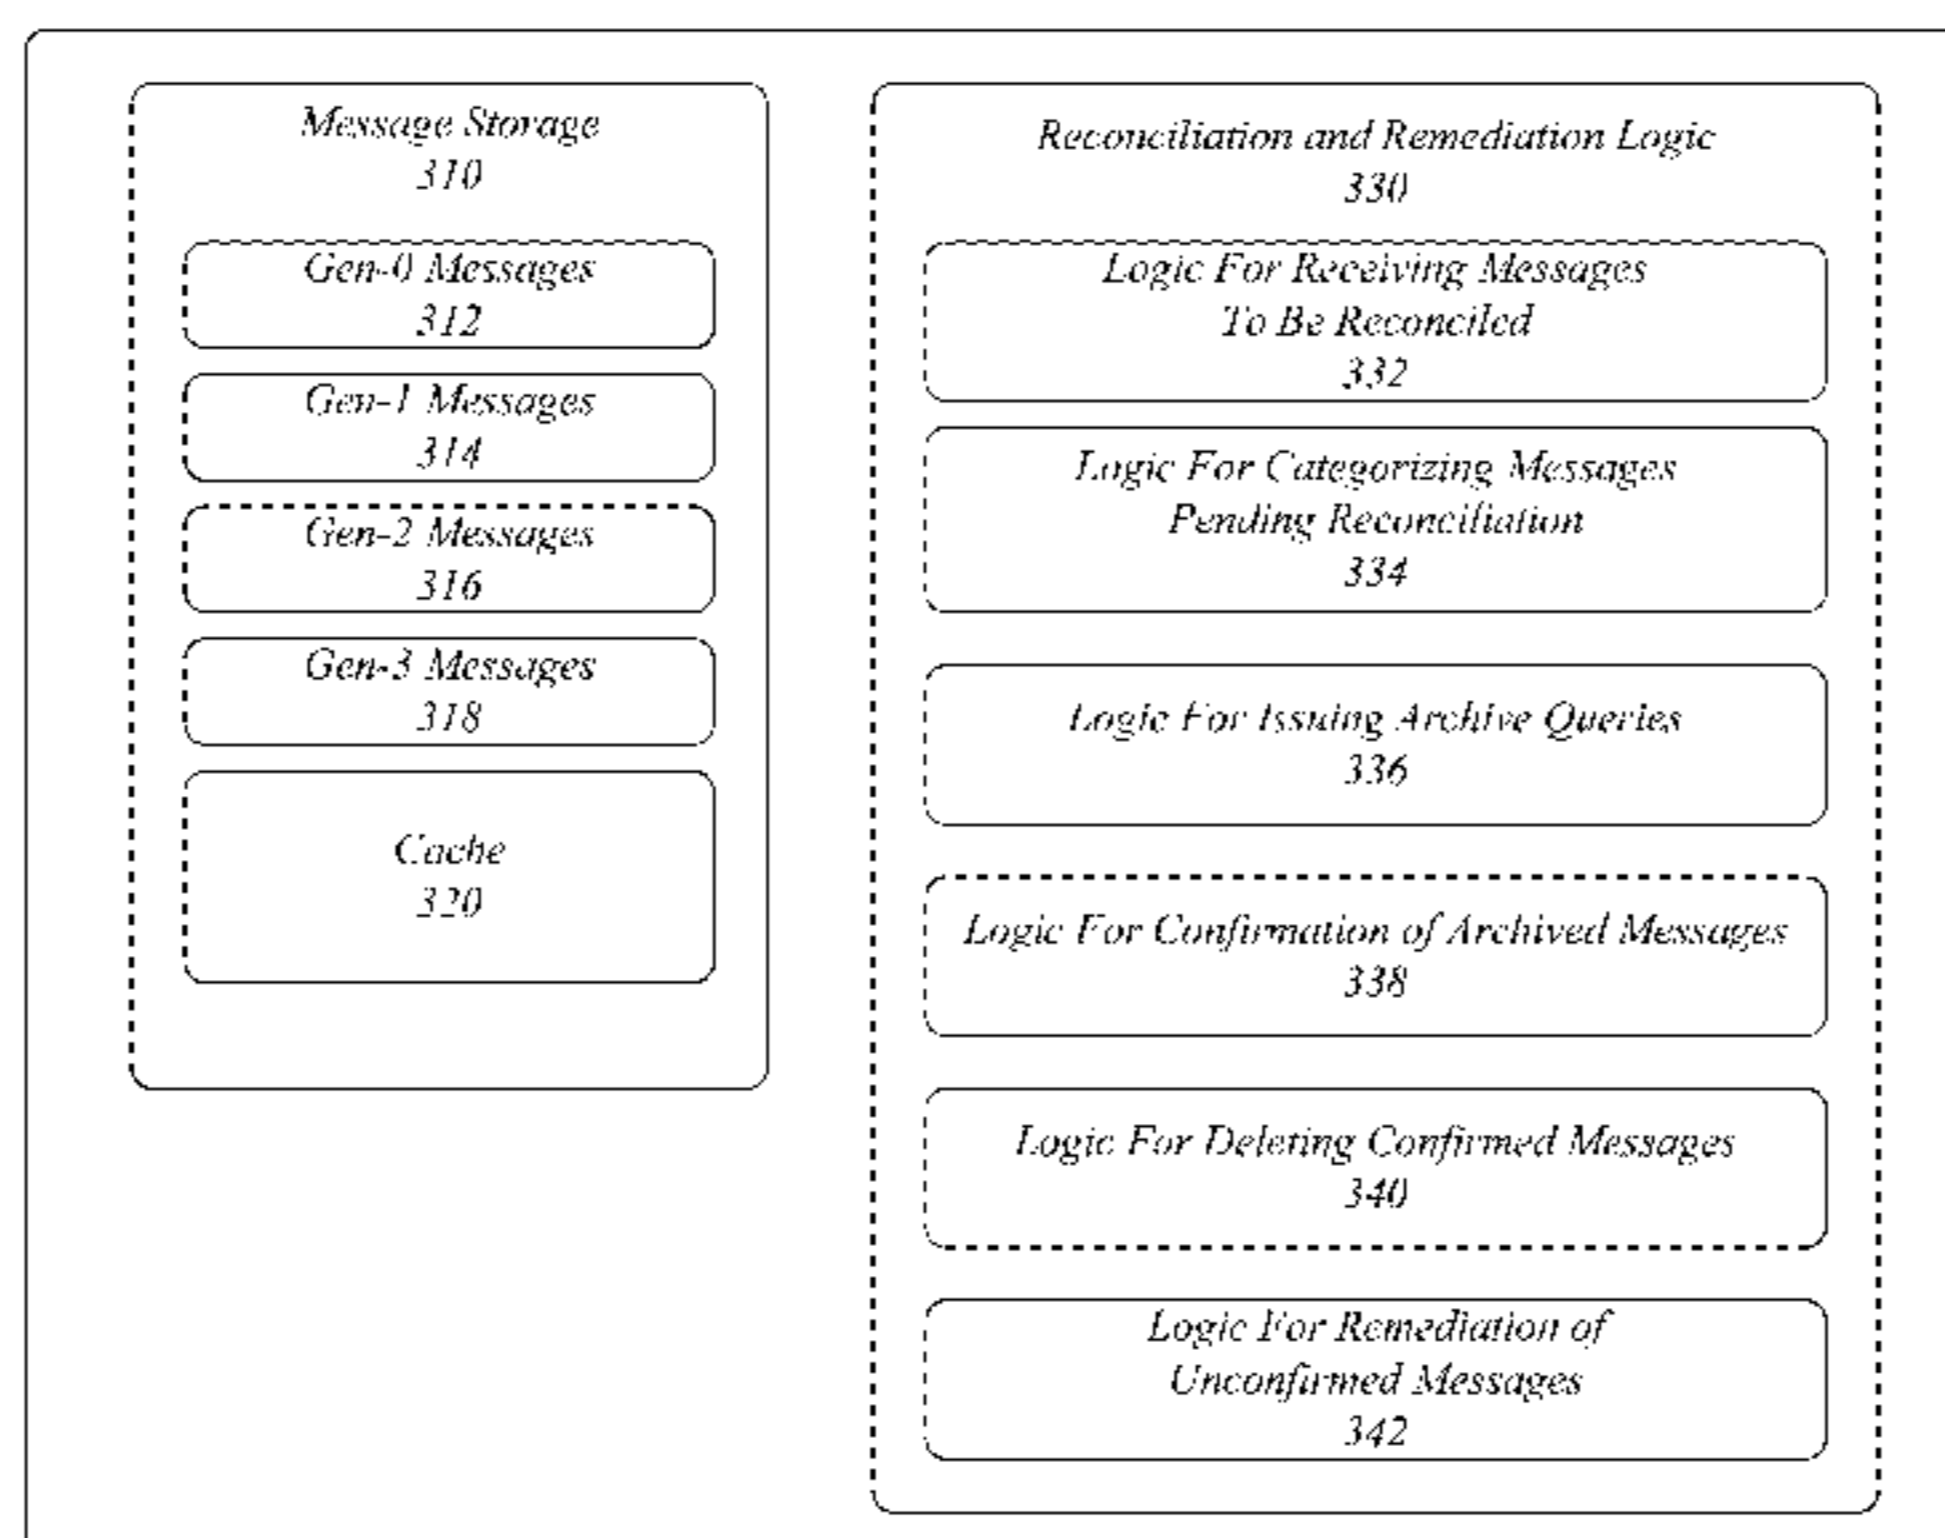 Message Storage
310
Gen-0 Messages
312
Gen-1 Messages
314
Gen-2 Messages
316
Gen-3 Messages
318
Cache
320
Reconciliation and Remediation Logic
330
Logic For Receiving Messages
To Be Reconciled
332
Logic For Categorizing Messages
Pending Reconciliation
334
Logic For Issuing Archive Queries
336
Logic For Confirmation of Archived Messages
338
Logic For Deleting Confirmed Messages
340
Logic For Remediation of
Unconfirmed Messages
342